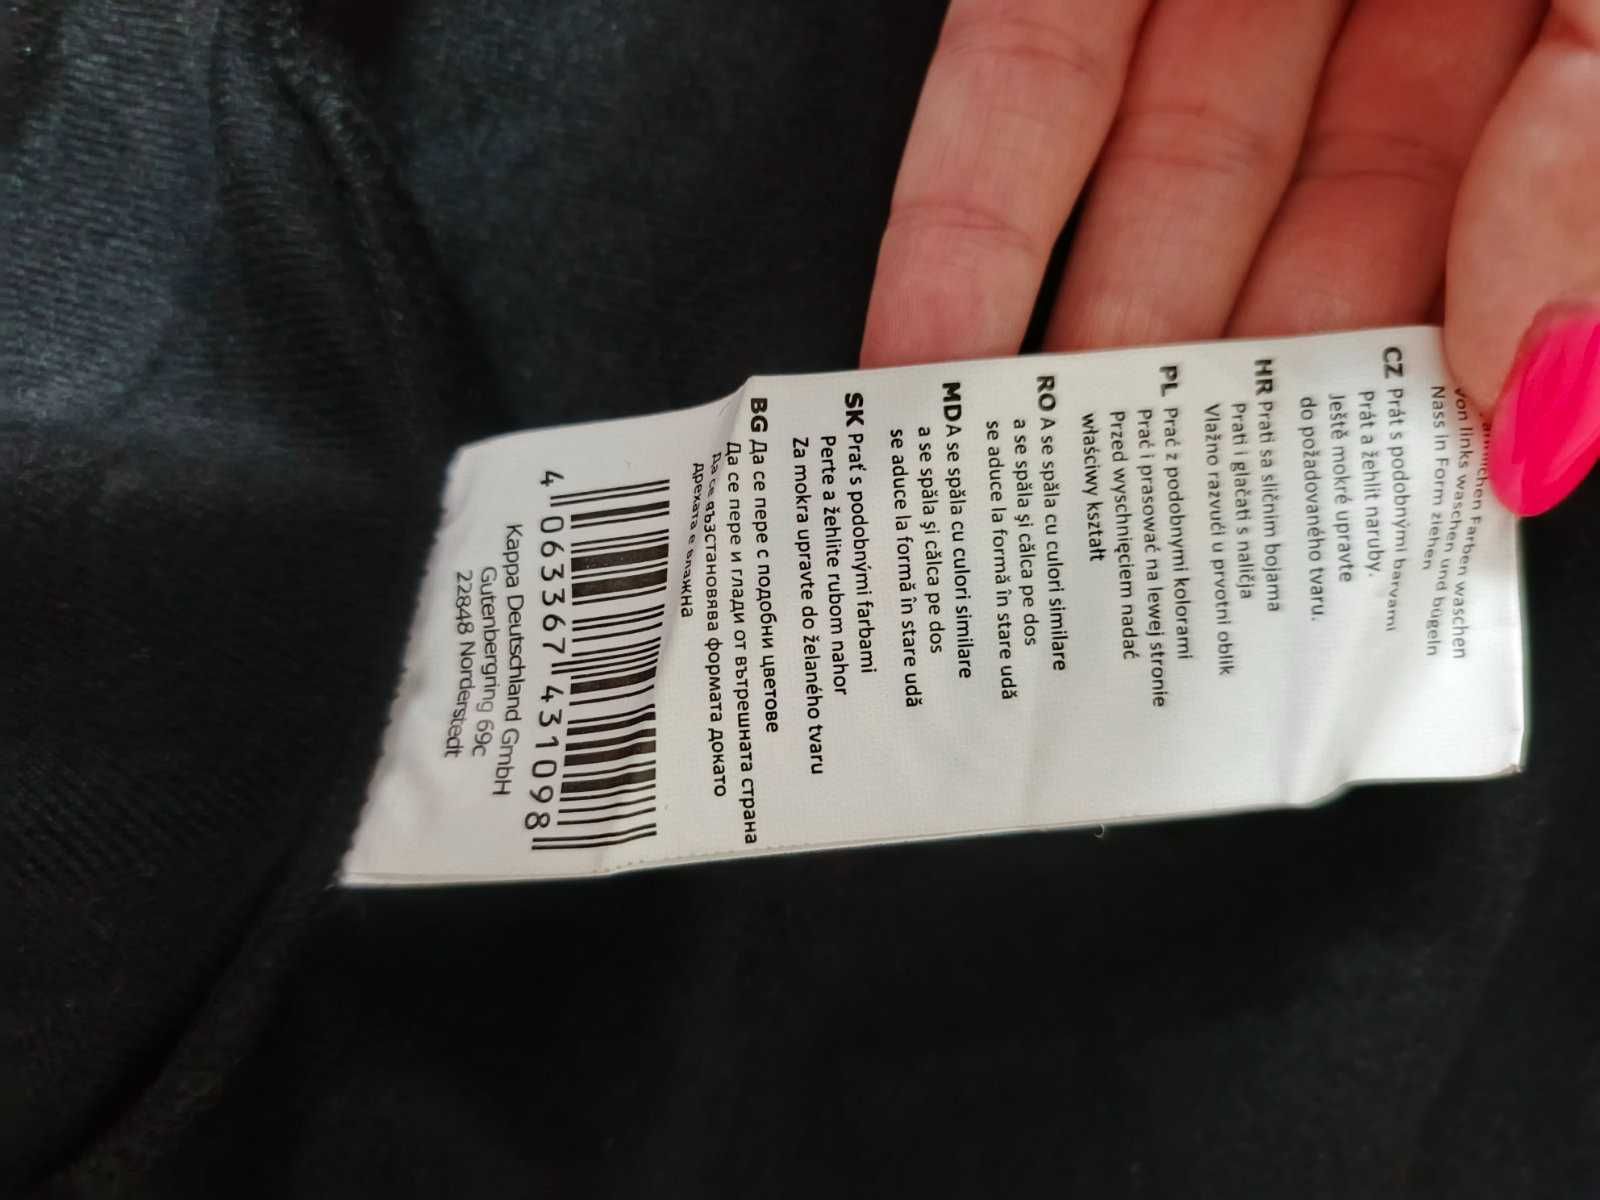 Farben waschen
von links waschen und bügeln
Nass in Form ziehen
CZ Prát s podobnými barvami
Prát a žehlit naruby.
Ještě mokré upravte
do požadovaného tvaru.
HR Prati sa sličnim bojama
Prati i glačati s naličja
Vlažno razvući u prvotni oblik
PL Prać z podobnymi kolorami
Prać i prasować na lewej stronie
Przed wyschnięciem nadać
właściwy kształt
RO A se spăla cu culori similare
a se spăla și călca pe dos
se aduce la formă în stare udă
MD A se spăla cu culori similare
a se spăla și călca pe dos
se aduce la formă în stare udă
SK Prať s podobnými farbami
Perte a žehlite rubom nahor
Za mokra upravte do želaného tvaru
BG Да се пере с подобни цветове
Да се пере и глади от вътрешната страна
Да се възстановява формата докато
дрехата е влажна
4 063367 431098
Kappa Deutschland GmbH
Gutenbergring 69c
22848 Norderstedt